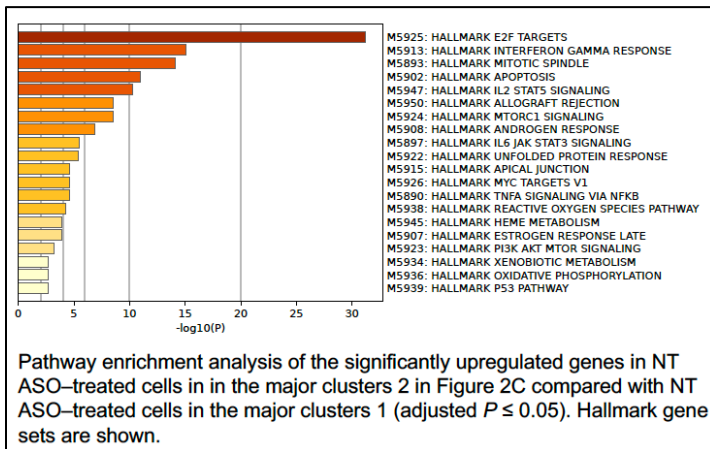 M5925: HALLMARK E2F TARGETS
M5913: HALLMARK INTERFERON GAMMA RESPONSE
M5893: HALLMARK MITOTIC SPINDLE
M5902: HALLMARK APOPTOSIS
M5947: HALLMARK IL2 STAT5 SIGNALING
M5950: HALLMARK ALLOGRAFT REJECTION
M5924: HALLMARK MTORC1 SIGNALING
M5908: HALLMARK ANDROGEN RESPONSE
M5897: HALLMARK IL6 JAK STAT3 SIGNALING
M5922: HALLMARK UNFOLDED PROTEIN RESPONSE
M5915: HALLMARK APICAL JUNCTION
M5926: HALLMARK MYC TARGETS V1
M5890: HALLMARK TNFA SIGNALING VIA NFKB
M5938: HALLMARK REACTIVE OXYGEN SPECIES PATHWAY
M5945: HALLMARK HEME METABOLISM
M5907: HALLMARK ESTROGEN RESPONSE LATE
M5923: HALLMARK PI3K AKT MTOR SIGNALING
M5934: HALLMARK XENOBIOTIC METABOLISM
M5936: HALLMARK OXIDATIVE PHOSPHORYLATION
M5939: HALLMARK P53 PATHWAY
0 5 10 15 20 25 30
-log10(P)
Pathway enrichment analysis of the significantly upregulated genes in NT
ASO–treated cells in in the major clusters 2 in Figure 2C compared with NT
ASO–treated cells in the major clusters 1 (adjusted P ≤ 0.05). Hallmark gene
sets are shown.